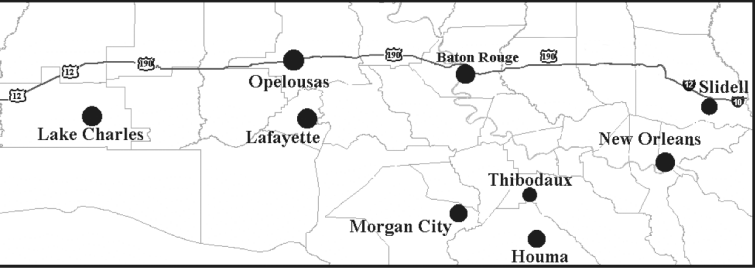 190
190
Baton Rouge
190
12
Opelousas
12
12
10
Slidell
Lake Charles
Lafayette
New Orleans
Thibodaux
Morgan City
Houma